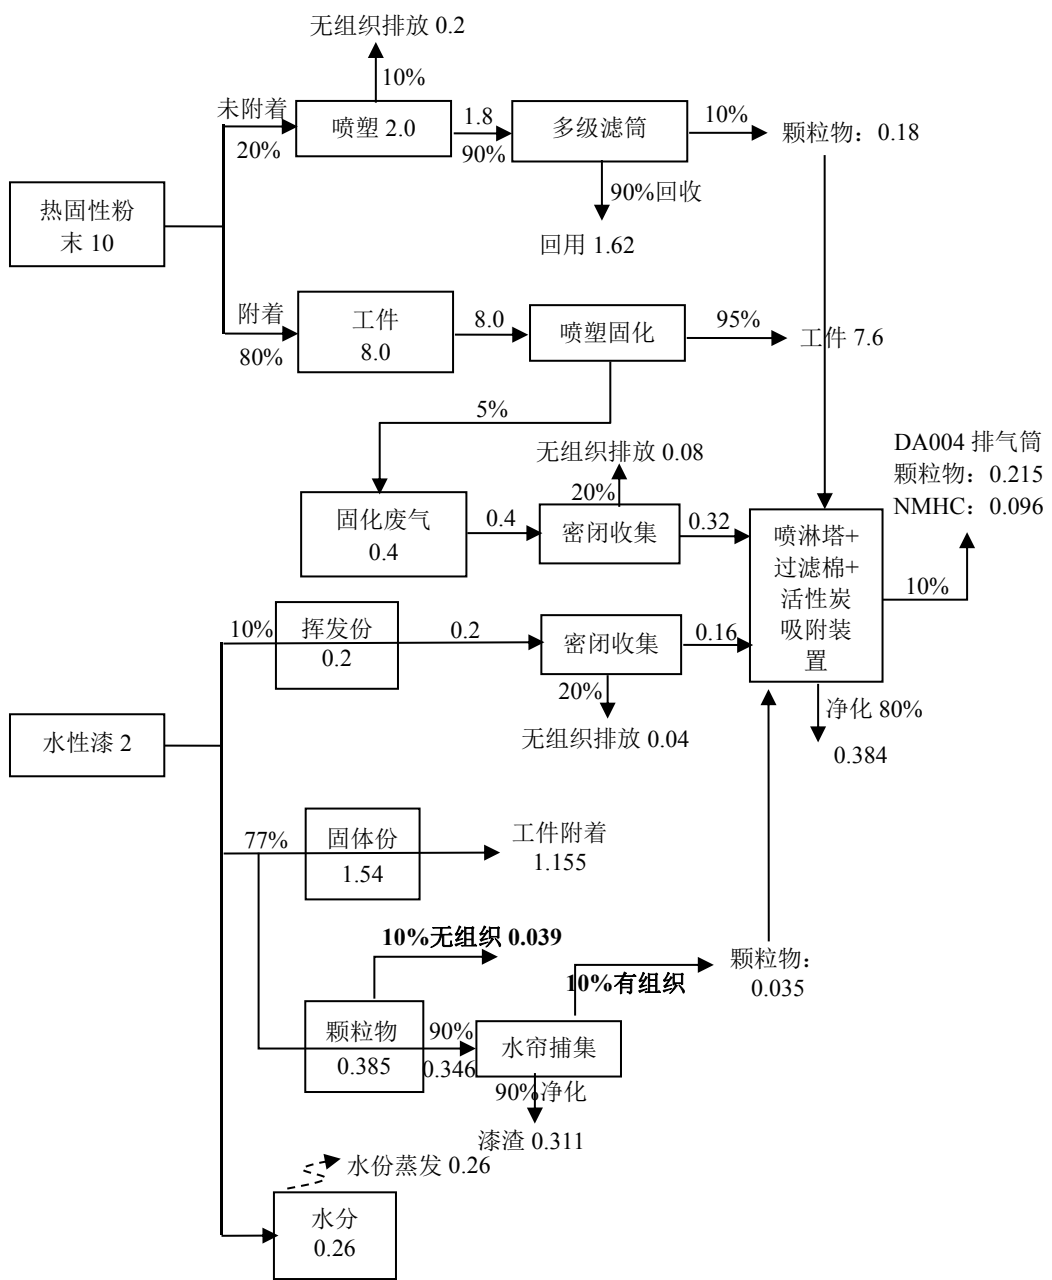 无组织排放 0.2
10%
未附着
20%
喷塑 2.0
1.8
90%
多级滤筒
10%
颗粒物：0.18
90%回收
回用 1.62
热固性粉
末 10
附着
80%
工件
8.0
8.0
喷塑固化
95%
工件 7.6
5%
无组织排放 0.08
20%
固化废气
0.4
0.4
密闭收集
0.32
DA004 排气筒
颗粒物：0.215
NMHC：0.096
喷淋塔+
过滤棉+
活性炭
吸附装
置
10%
10%
挥发份
0.2
0.2
密闭收集
0.16
20%
无组织排放 0.04
净化 80%
0.384
水性漆 2
77%
固体份
1.54
工件附着
1.155
10%无组织 0.039
10%有组织
颗粒物：
0.035
颗粒物
0.385
90%
0.346
水帘捕集
90%净化
漆渣 0.311
水份蒸发 0.26
水分
0.26